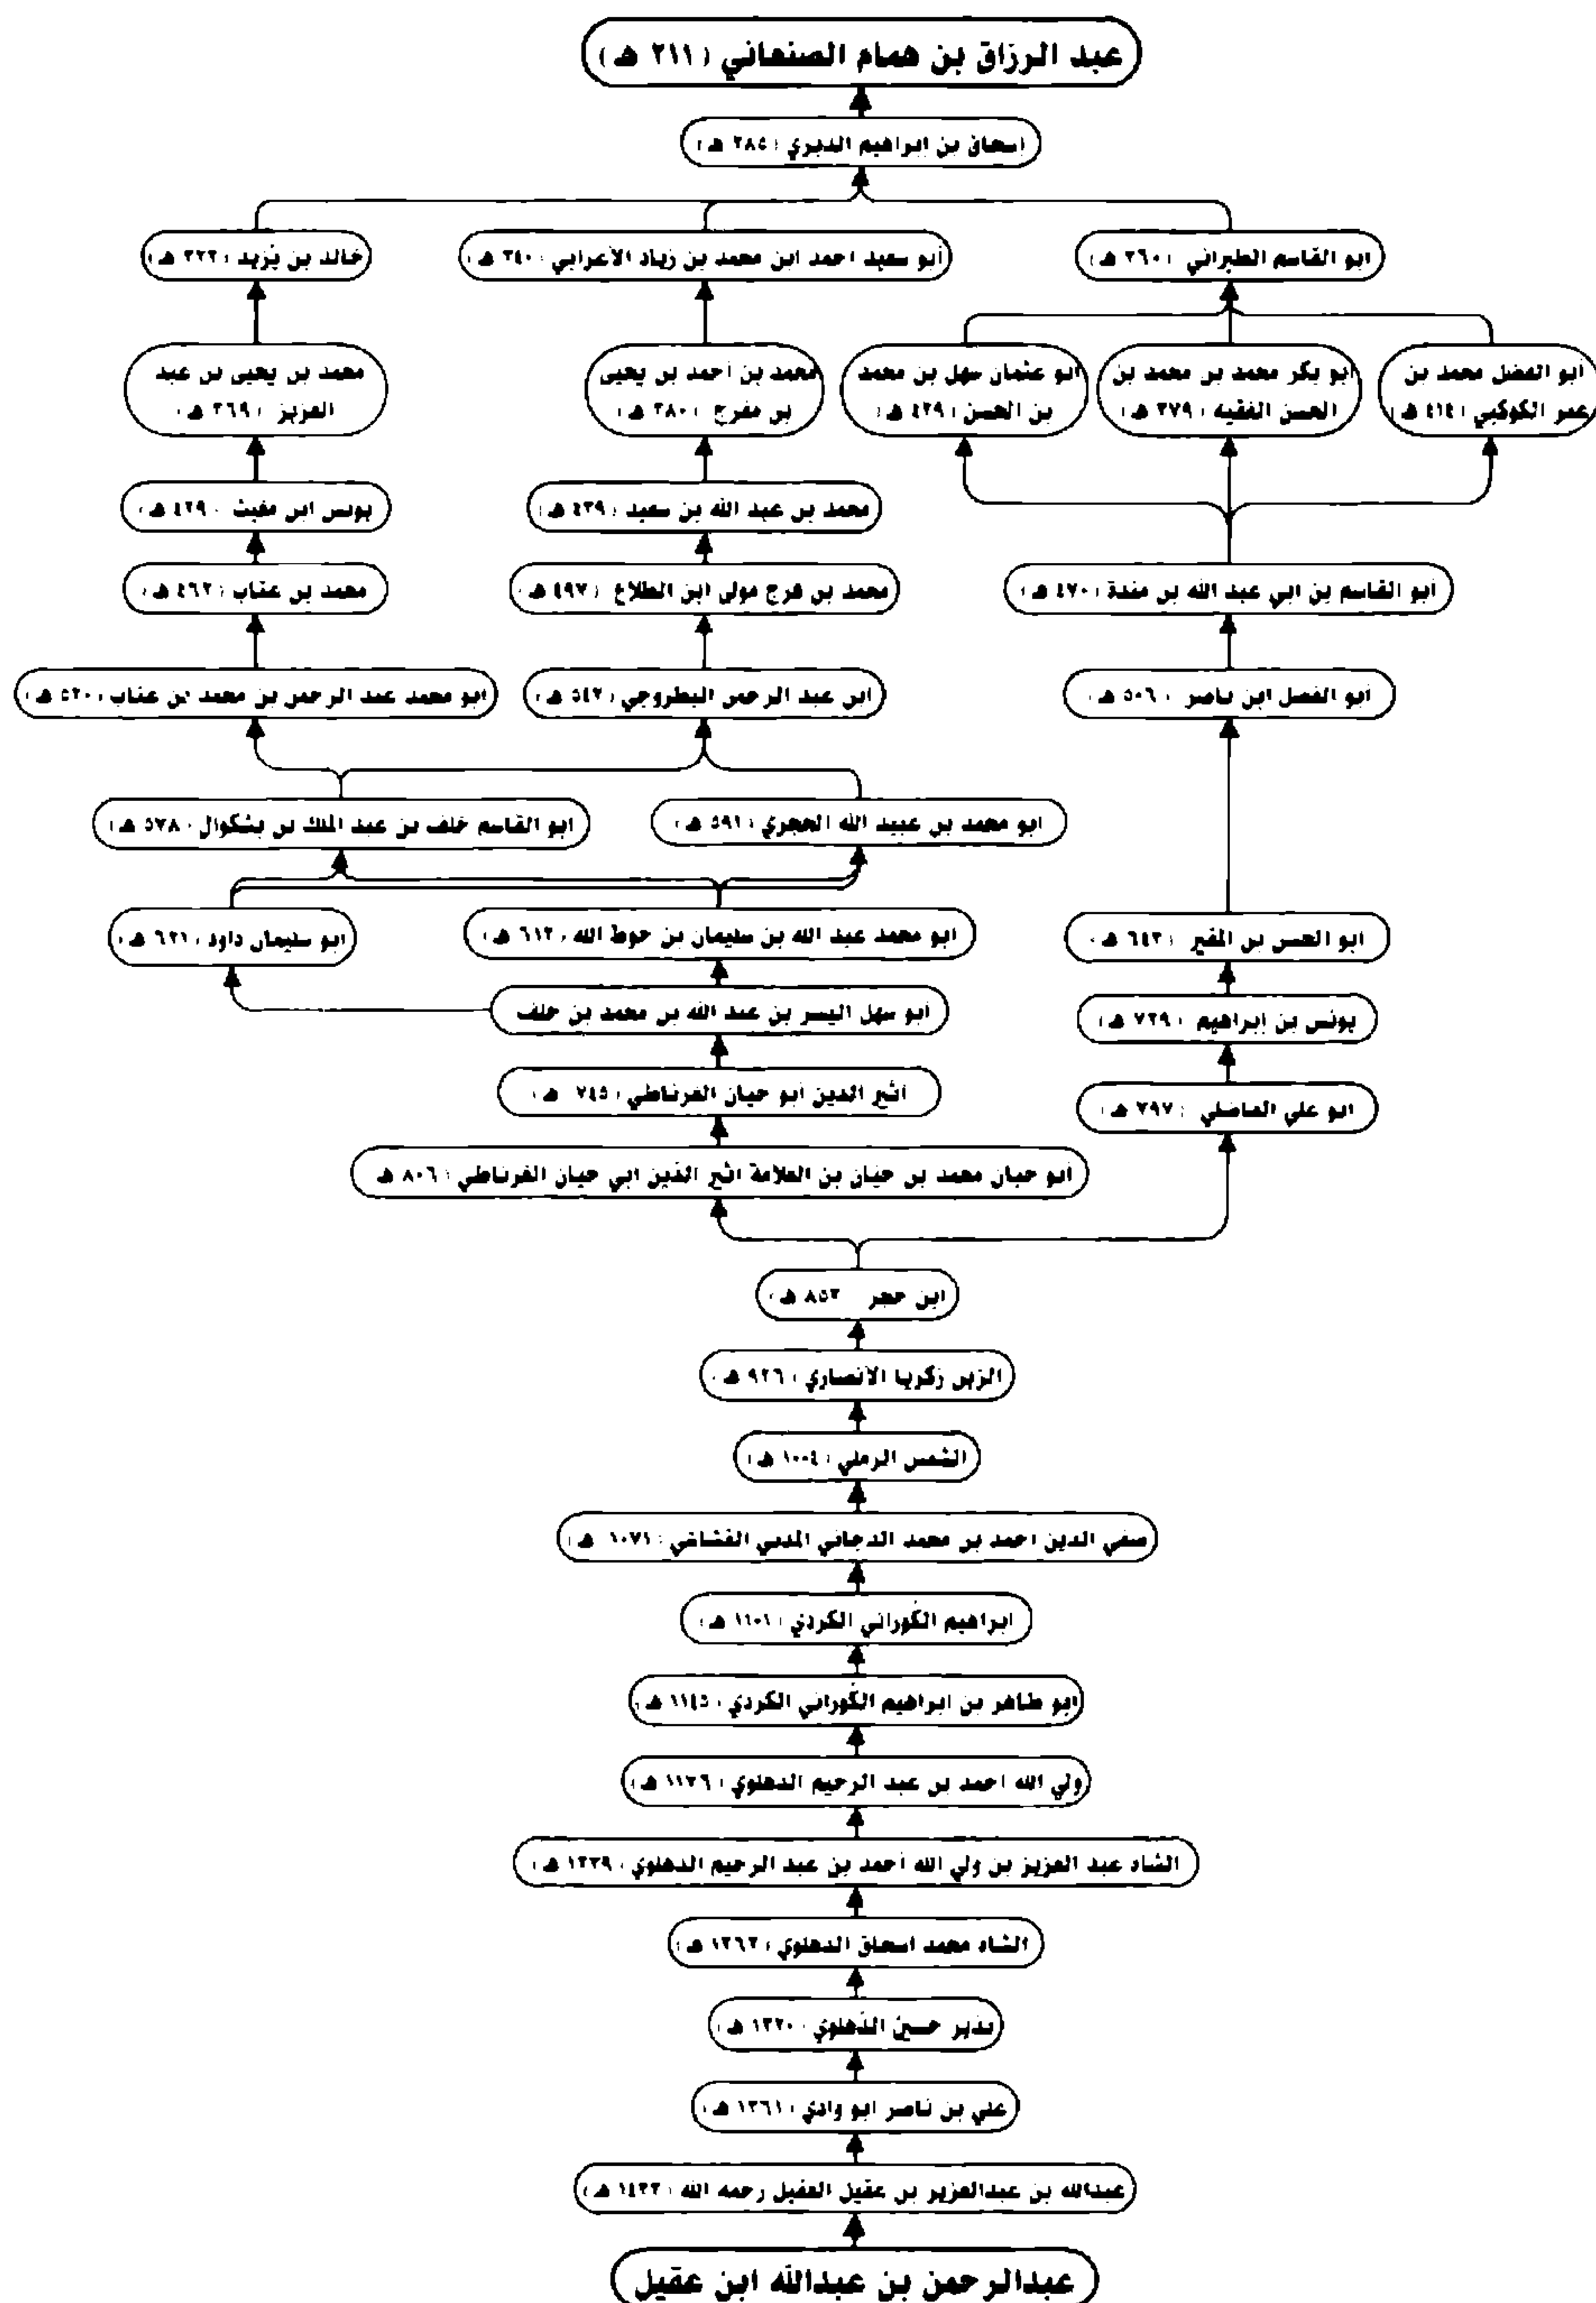 عبد الرزاق بن همام الصنعاني (٢١١ هـ)
إسحاق بن إبراهيم الدبري (٢٨٥ هـ)
أبو القاسم الطبراني (٣٦٠ هـ)
أبو سعيد احمد ابن محمد بن زياد الأعرابي (٣٤٠ هـ)
خالد بن يزيد (٣٢٢ هـ)
أبو الفضل محمد بن
عمر الكوكبي (٤١٤ هـ)
أبو بكر محمد بن محمد بن
الحسن الفقيه (٣٧٩ هـ)
ابو عثمان سهل بن محمد
بن الحسن (٤٢٩ هـ)
محمد بن أحمد بن يحيى
بن مفرج (٣٨٠ هـ)
محمد بن يحيى بن عبد
العزيز (٣٦٩ هـ)
محمد بن عبد الله بن سعيد (٤٣٩ هـ)
يونس ابن مغيث (٤٢٩ هـ)
أبو القاسم بن ابي عبد الله بن مندة (٤٧٠ هـ)
محمد بن فرج مولى ابن الطلاع (٤٩٧ هـ)
محمد بن عتاب (٤٦٢ هـ)
أبو الفضل ابن ناصر (٥٠٦ هـ)
ابن عبد الرحمن البطروجي (٥٤٢ هـ)
ابو محمد عبد الرحمن بن محمد بن عتاب (٥٢٠ هـ)
ابو محمد بن عبيد الله الحجري (٥٩١ هـ)
ابو القاسم خلف بن عبد الملك بن بشكوال (٥٧٨ هـ)
ابو الحسن بن المقير (٦٤٣ هـ)
ابو محمد عبد الله بن سليمان بن حوط الله (٦١٢ هـ)
ابو سليمان داود (٦٢١ هـ)
أبو سهل اليسر بن عبد الله بن محمد بن خلف
يونس بن إبراهيم (٧٢٩ هـ)
أثير الدين أبو حيان الغرناطي (٧٤٥ هـ)
ابو علي الفاضلي (٧٩٧ هـ)
أبو حيان محمد بن حيان بن العلامة اثير الدين ابي حيان الغرناطي (٨٠٦ هـ)
ابن حجر ٨٥٢ هـ)
الزين زكريا الأنصاري (٩٢٦ هـ)
الشمس الرملي (١٠٠٤ هـ)
صفي الدين احمد بن محمد الدجاني المدني القشاشي (١٠٧١ هـ)
ابراهيم الكوراني الكردي (١١٠١ هـ)
ابو طاهر بن ابراهيم الكوراني الكردي (١١٤٥ هـ)
ولي الله احمد بن عبد الرحيم الدهلوي (١١٧٦ هـ)
الشاه عبد العزيز بن ولي الله أحمد بن عبد الرحيم الدهلوي (١٢٣٩ هـ)
الشاه محمد اسحاق الدهلوي (١٢٦٢ هـ)
نذير حسين الدهلوي (١٣٢٠ هـ)
علي بن ناصر ابو وادي (١٣٦١ هـ)
عبدالله بن عبدالعزيز بن عقيل العقيل رحمه الله (١٤٣٢ هـ)
عبدالرحمن بن عبدالله ابن عقيل